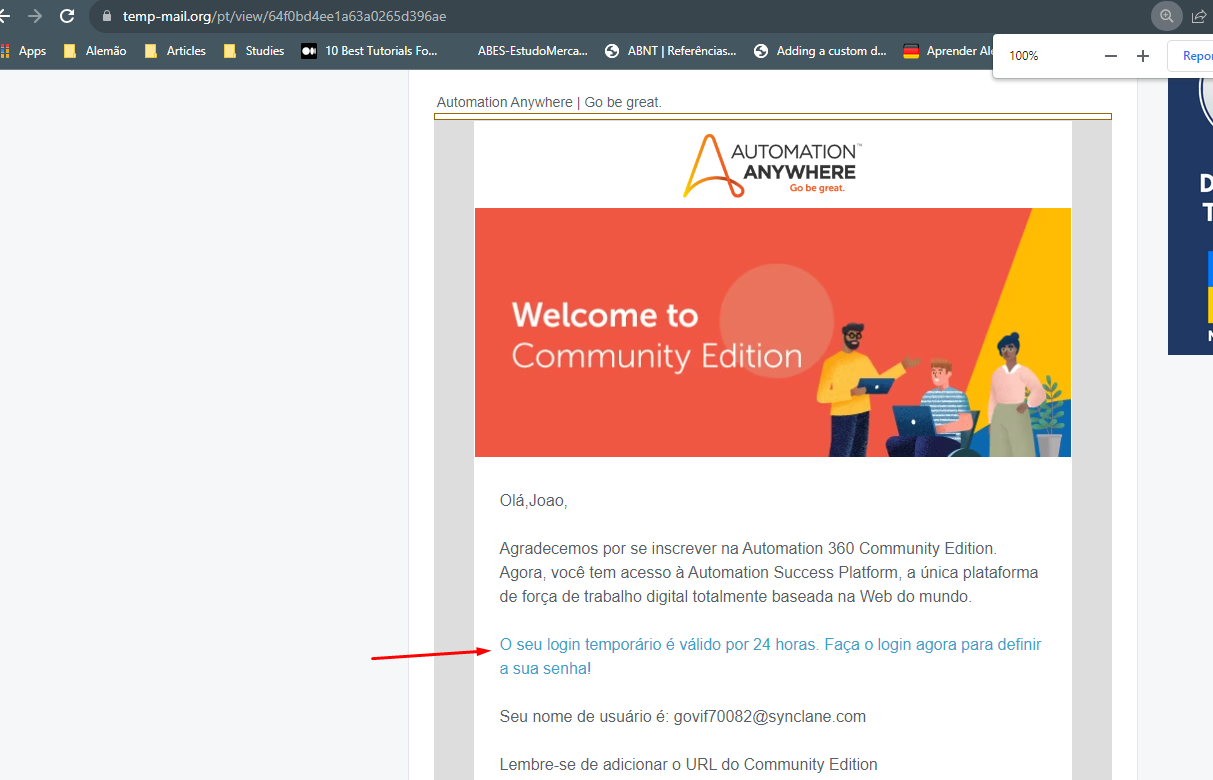 temp-mail.org/pt/view/64f0bd4ee1a63a0265d396ae
Apps
Alemão
Articles
Studies
10 Best Tutorials Fo...
ABES-EstudoMerca...
ABNT | Referências...
Adding a custom d...
Aprender Al
100%
Repor
Automation Anywhere | Go be great.
AUTOMATION™
ANYWHERE
Go be great.
Welcome to
Community Edition
Olá,Joao,
Agradecemos por se inscrever na Automation 360 Community Edition.
Agora, você tem acesso à Automation Success Platform, a única plataforma
de força de trabalho digital totalmente baseada na Web do mundo.
O seu login temporário é válido por 24 horas. Faça o login agora para definir
a sua senha!
Seu nome de usuário é: govif70082@synclane.com
Lembre-se de adicionar o URL do Community Edition
D
T